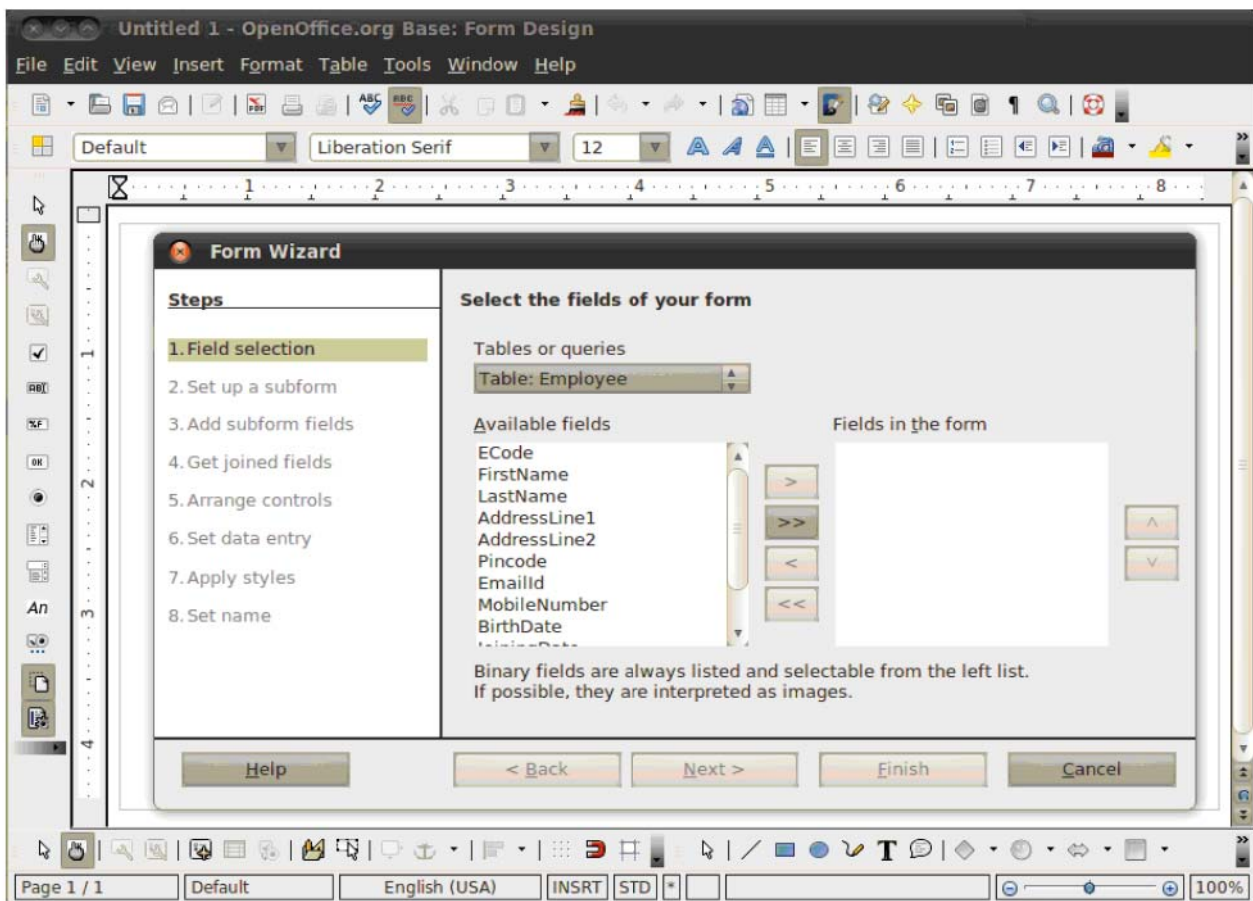 Untitled 1 - OpenOffice.org Base: Form Design
File Edit View Insert Format Table Tools Window Help
Default Liberation Serif 12
1 2 3 4 5 6 7 8
Form Wizard
Steps
1. Field selection
2. Set up a subform
3. Add subform fields
4. Get joined fields
5. Arrange controls
6. Set data entry
7. Apply styles
8. Set name
Select the fields of your form
Tables or queries
Table: Employee
Available fields
ECode
FirstName
LastName
AddressLine1
AddressLine2
Pincode
EmailId
MobileNumber
BirthDate
>
>>
<
<<
Fields in the form
Binary fields are always listed and selectable from the left list.
If possible, they are interpreted as images.
Help < Back Next > Finish Cancel
1
2
3
4
Page 1 / 1 Default English (USA) INSRT STD * 100%